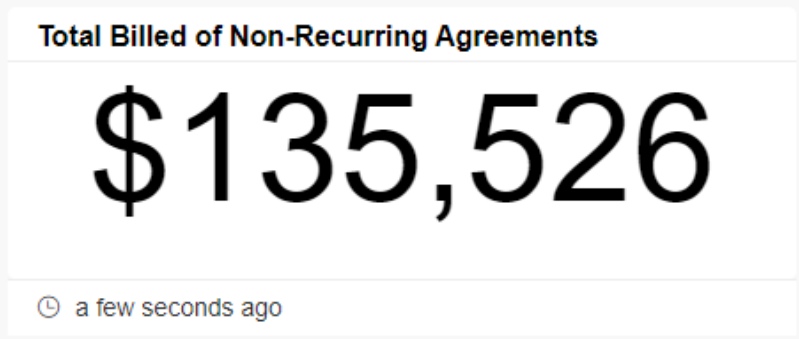 Total Billed of Non-Recurring Agreements
$135,526
a few seconds ago